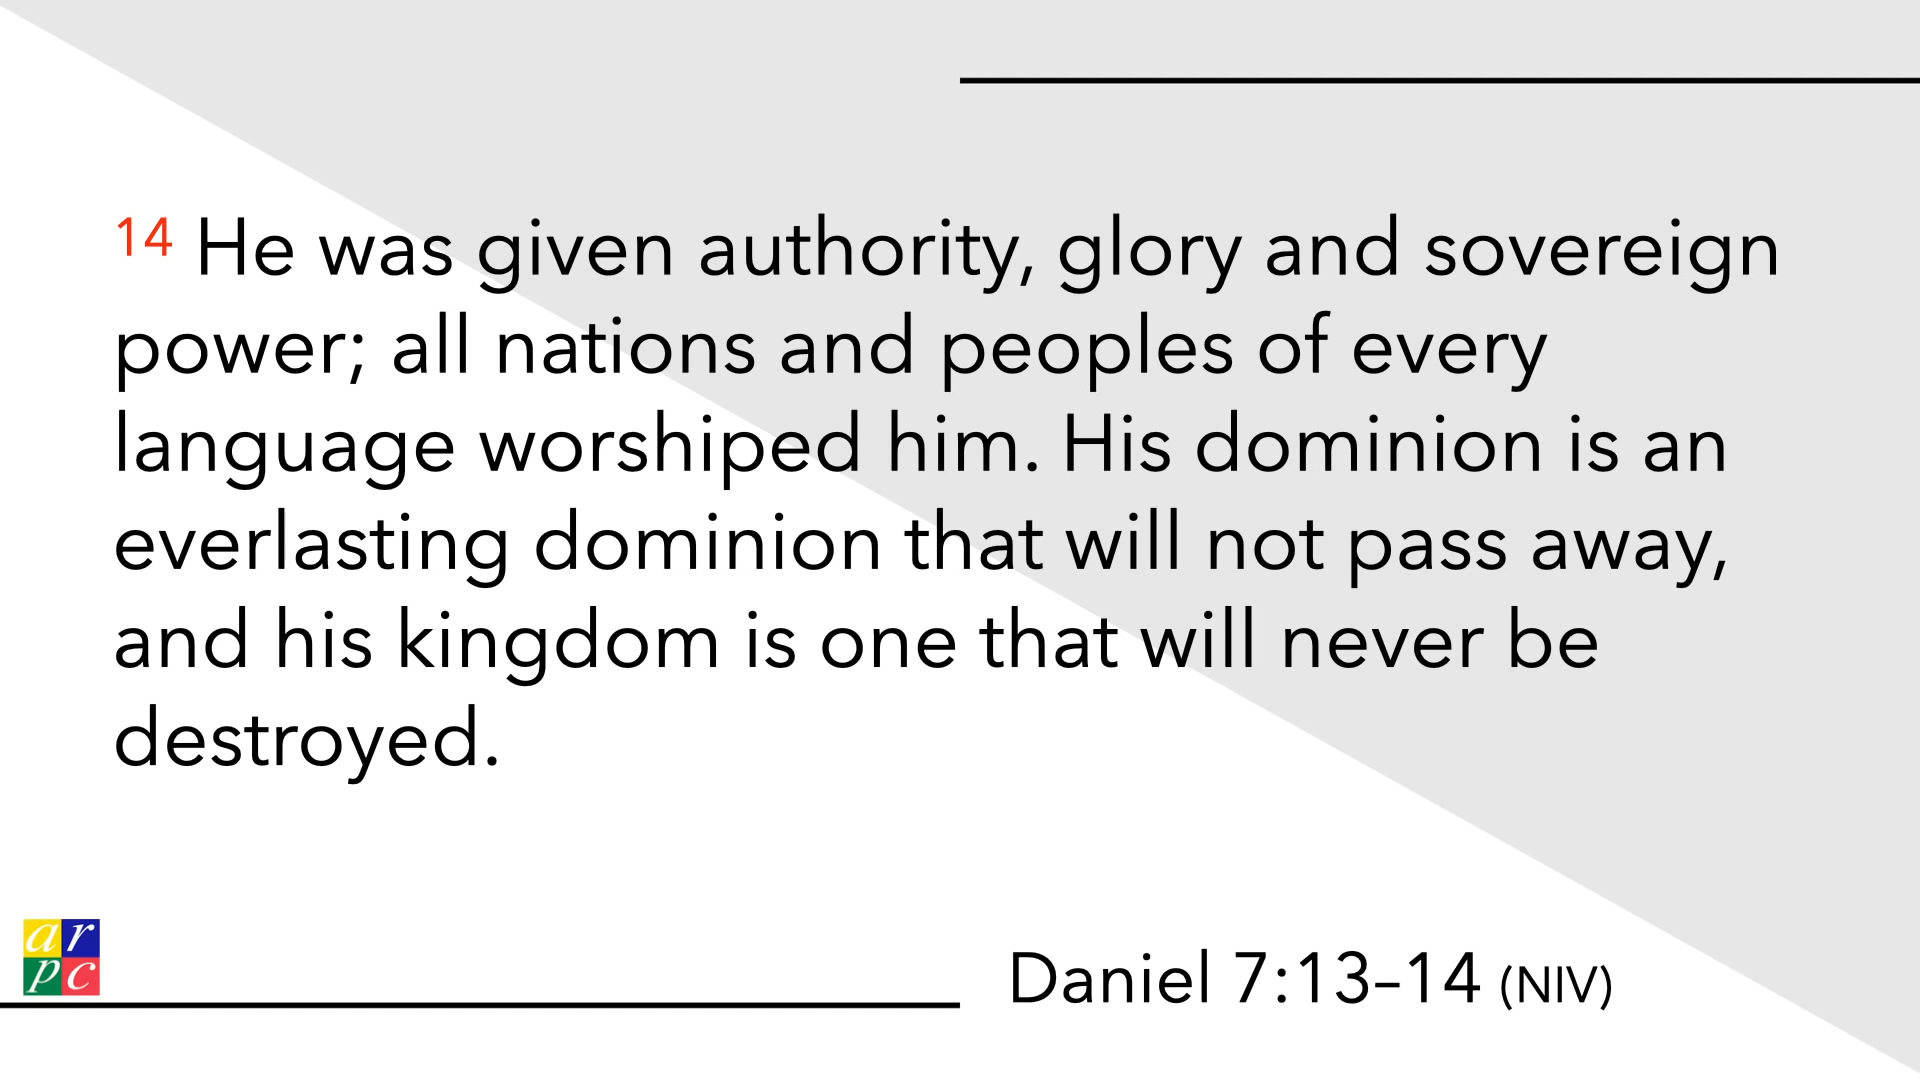 14 He was given authority, glory and sovereign
power; all nations and peoples of every
language worshiped him. His dominion is an
everlasting dominion that will not pass away,
and his kingdom is one that will never be
destroyed.
ar
pc
Daniel 7:13–14 (NIV)